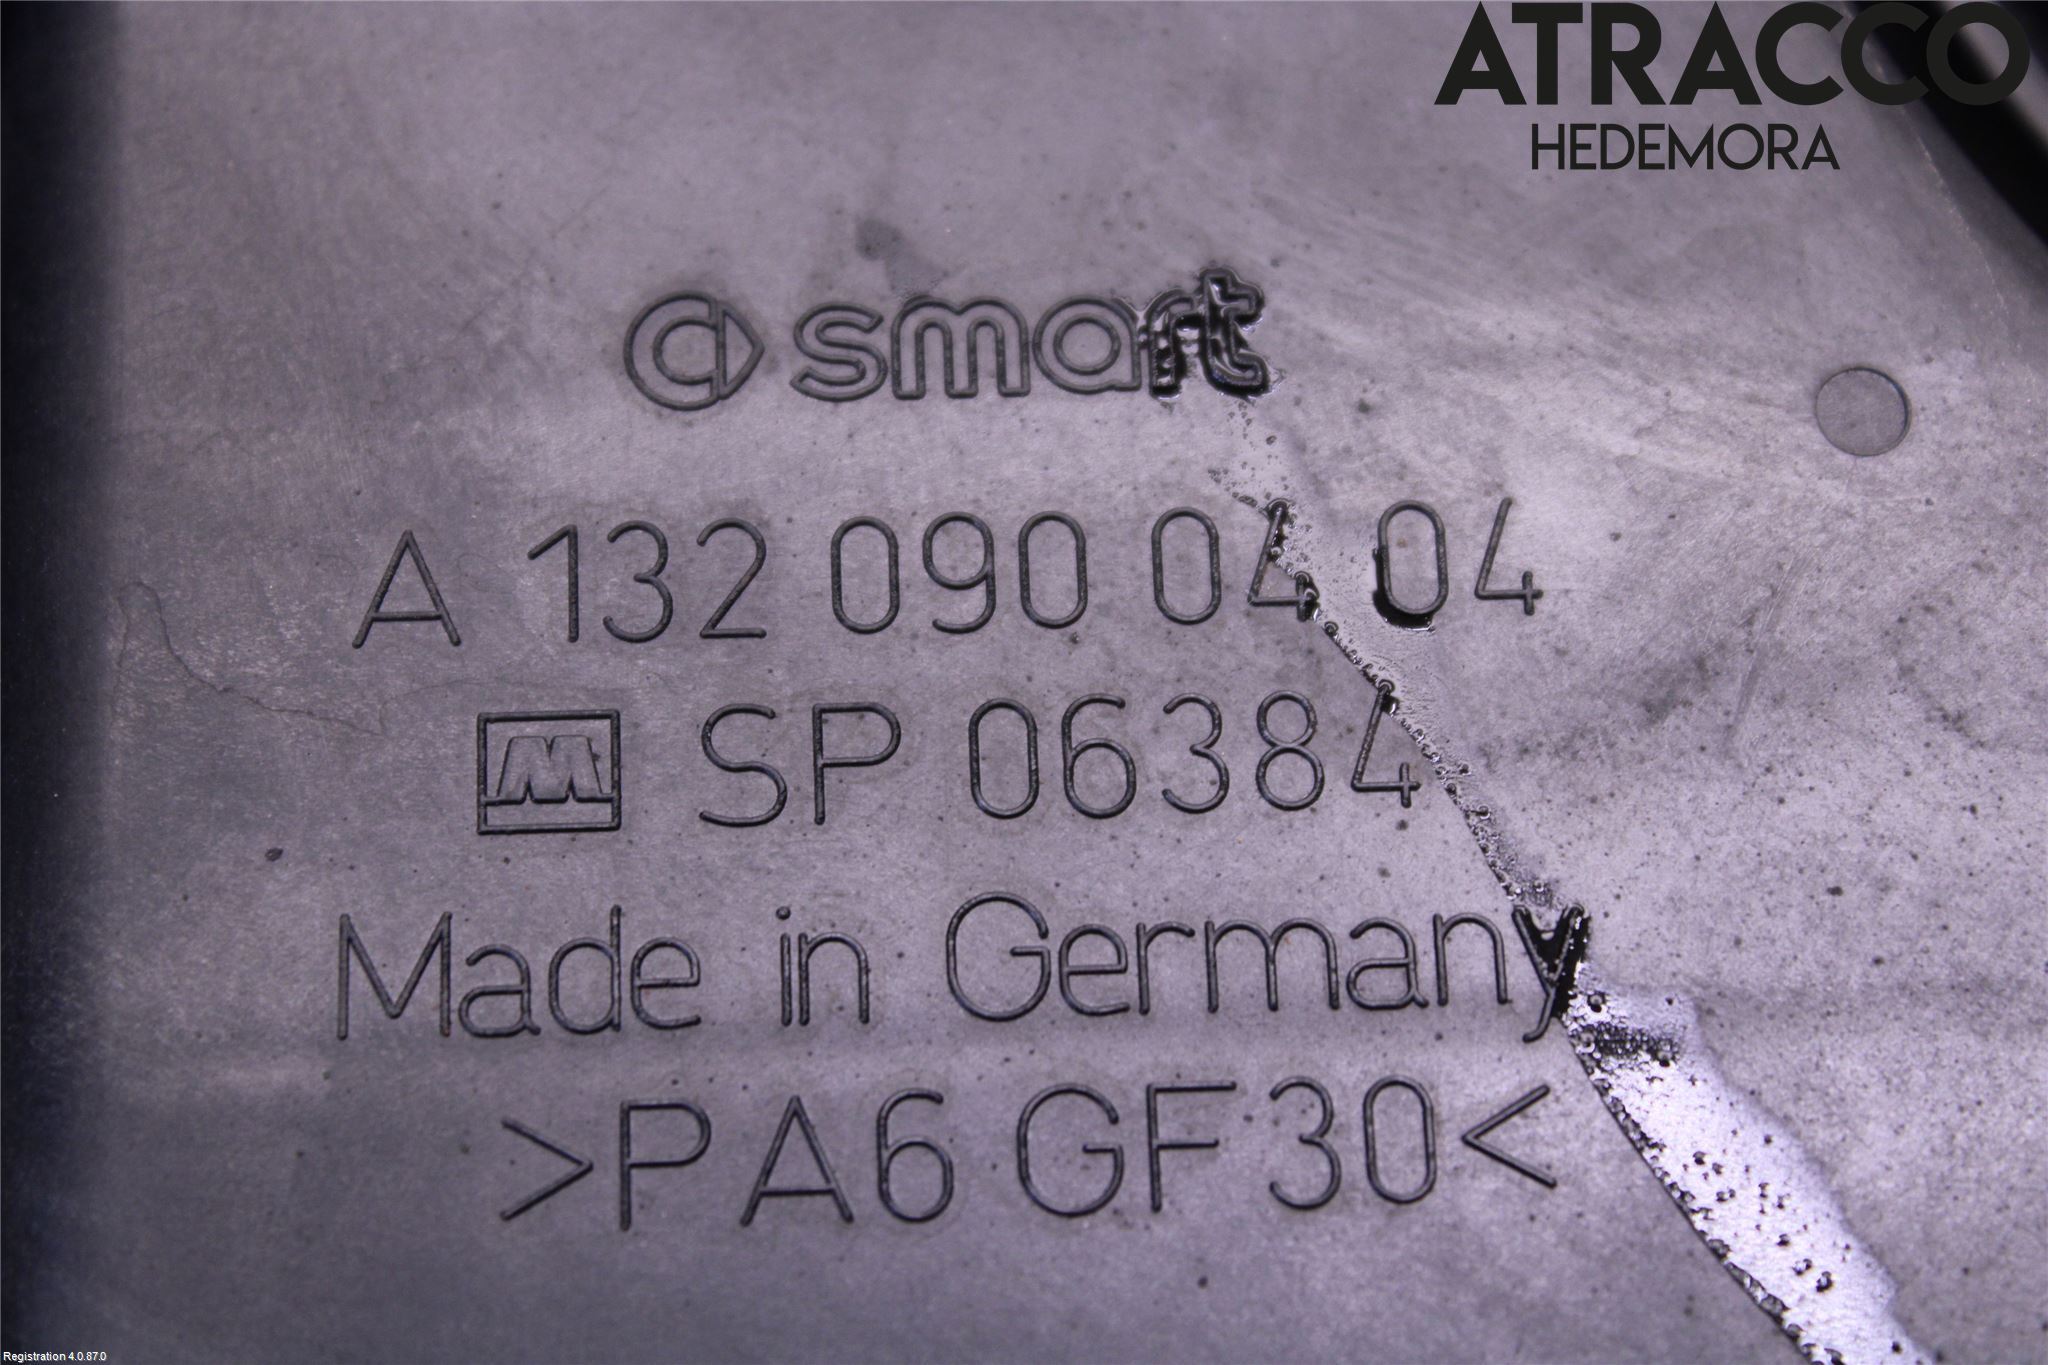 ATRACCO
HEDEMORA
smart
A 132 090 04 04
M SP 06384
Made in Germany
>PA6 GF30<
Registration 4.0.87.0